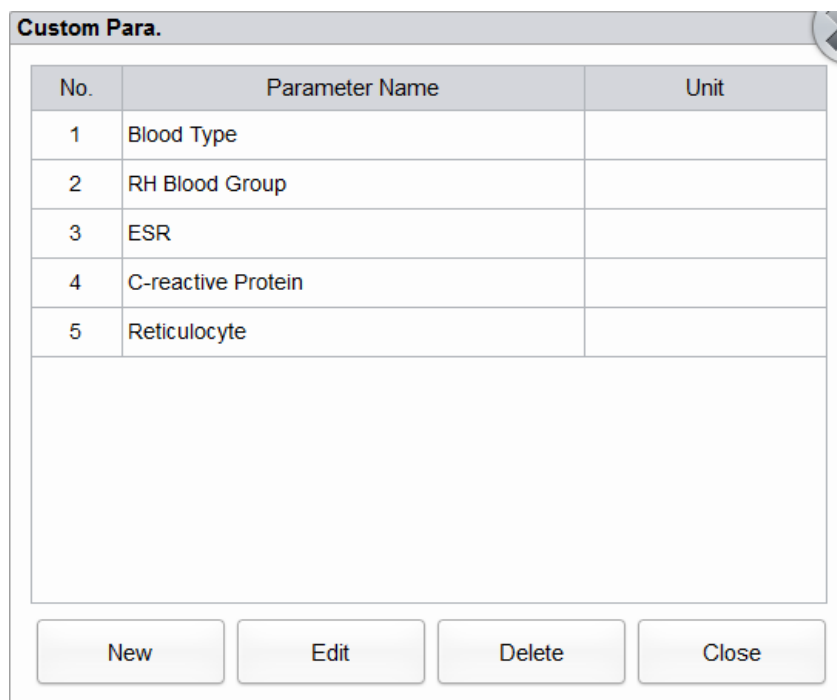 Custom Para.
No. Parameter Name Unit
1 Blood Type
2 RH Blood Group
3 ESR
4 C-reactive Protein
5 Reticulocyte
New Edit Delete Close